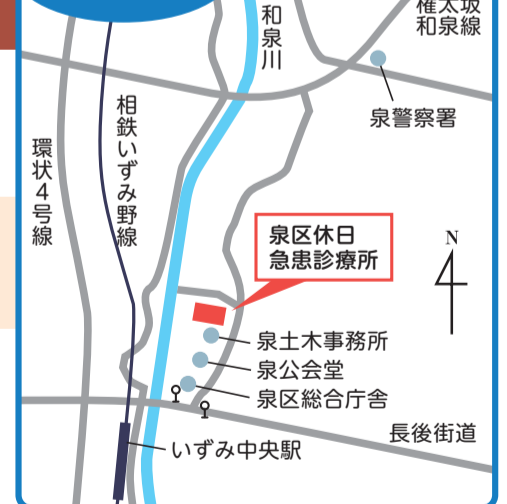 権太坂
和泉線
和泉川
泉警察署
相鉄いずみ野線
環状4号線
泉区休日
急患診療所
N
泉土木事務所
泉公会堂
泉区総合庁舎
長後街道
いずみ中央駅